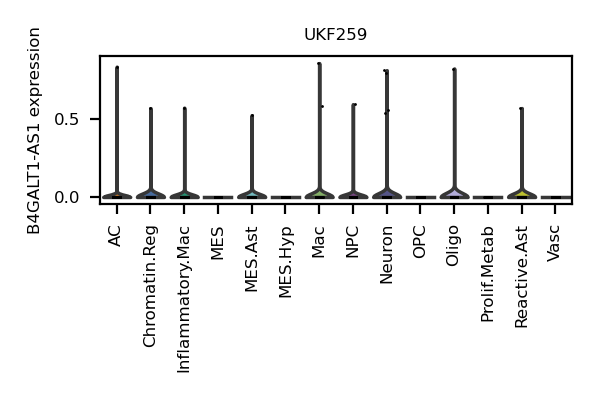 UKF259
B4GALT1-AS1 expression
0.5
0.0
AC
Chromatin.Reg
Inflammatory.Mac
MES
MES.Ast
MES.Hyp
Mac
NPC
Neuron
OPC
Oligo
Prolif.Metab
Reactive.Ast
Vasc